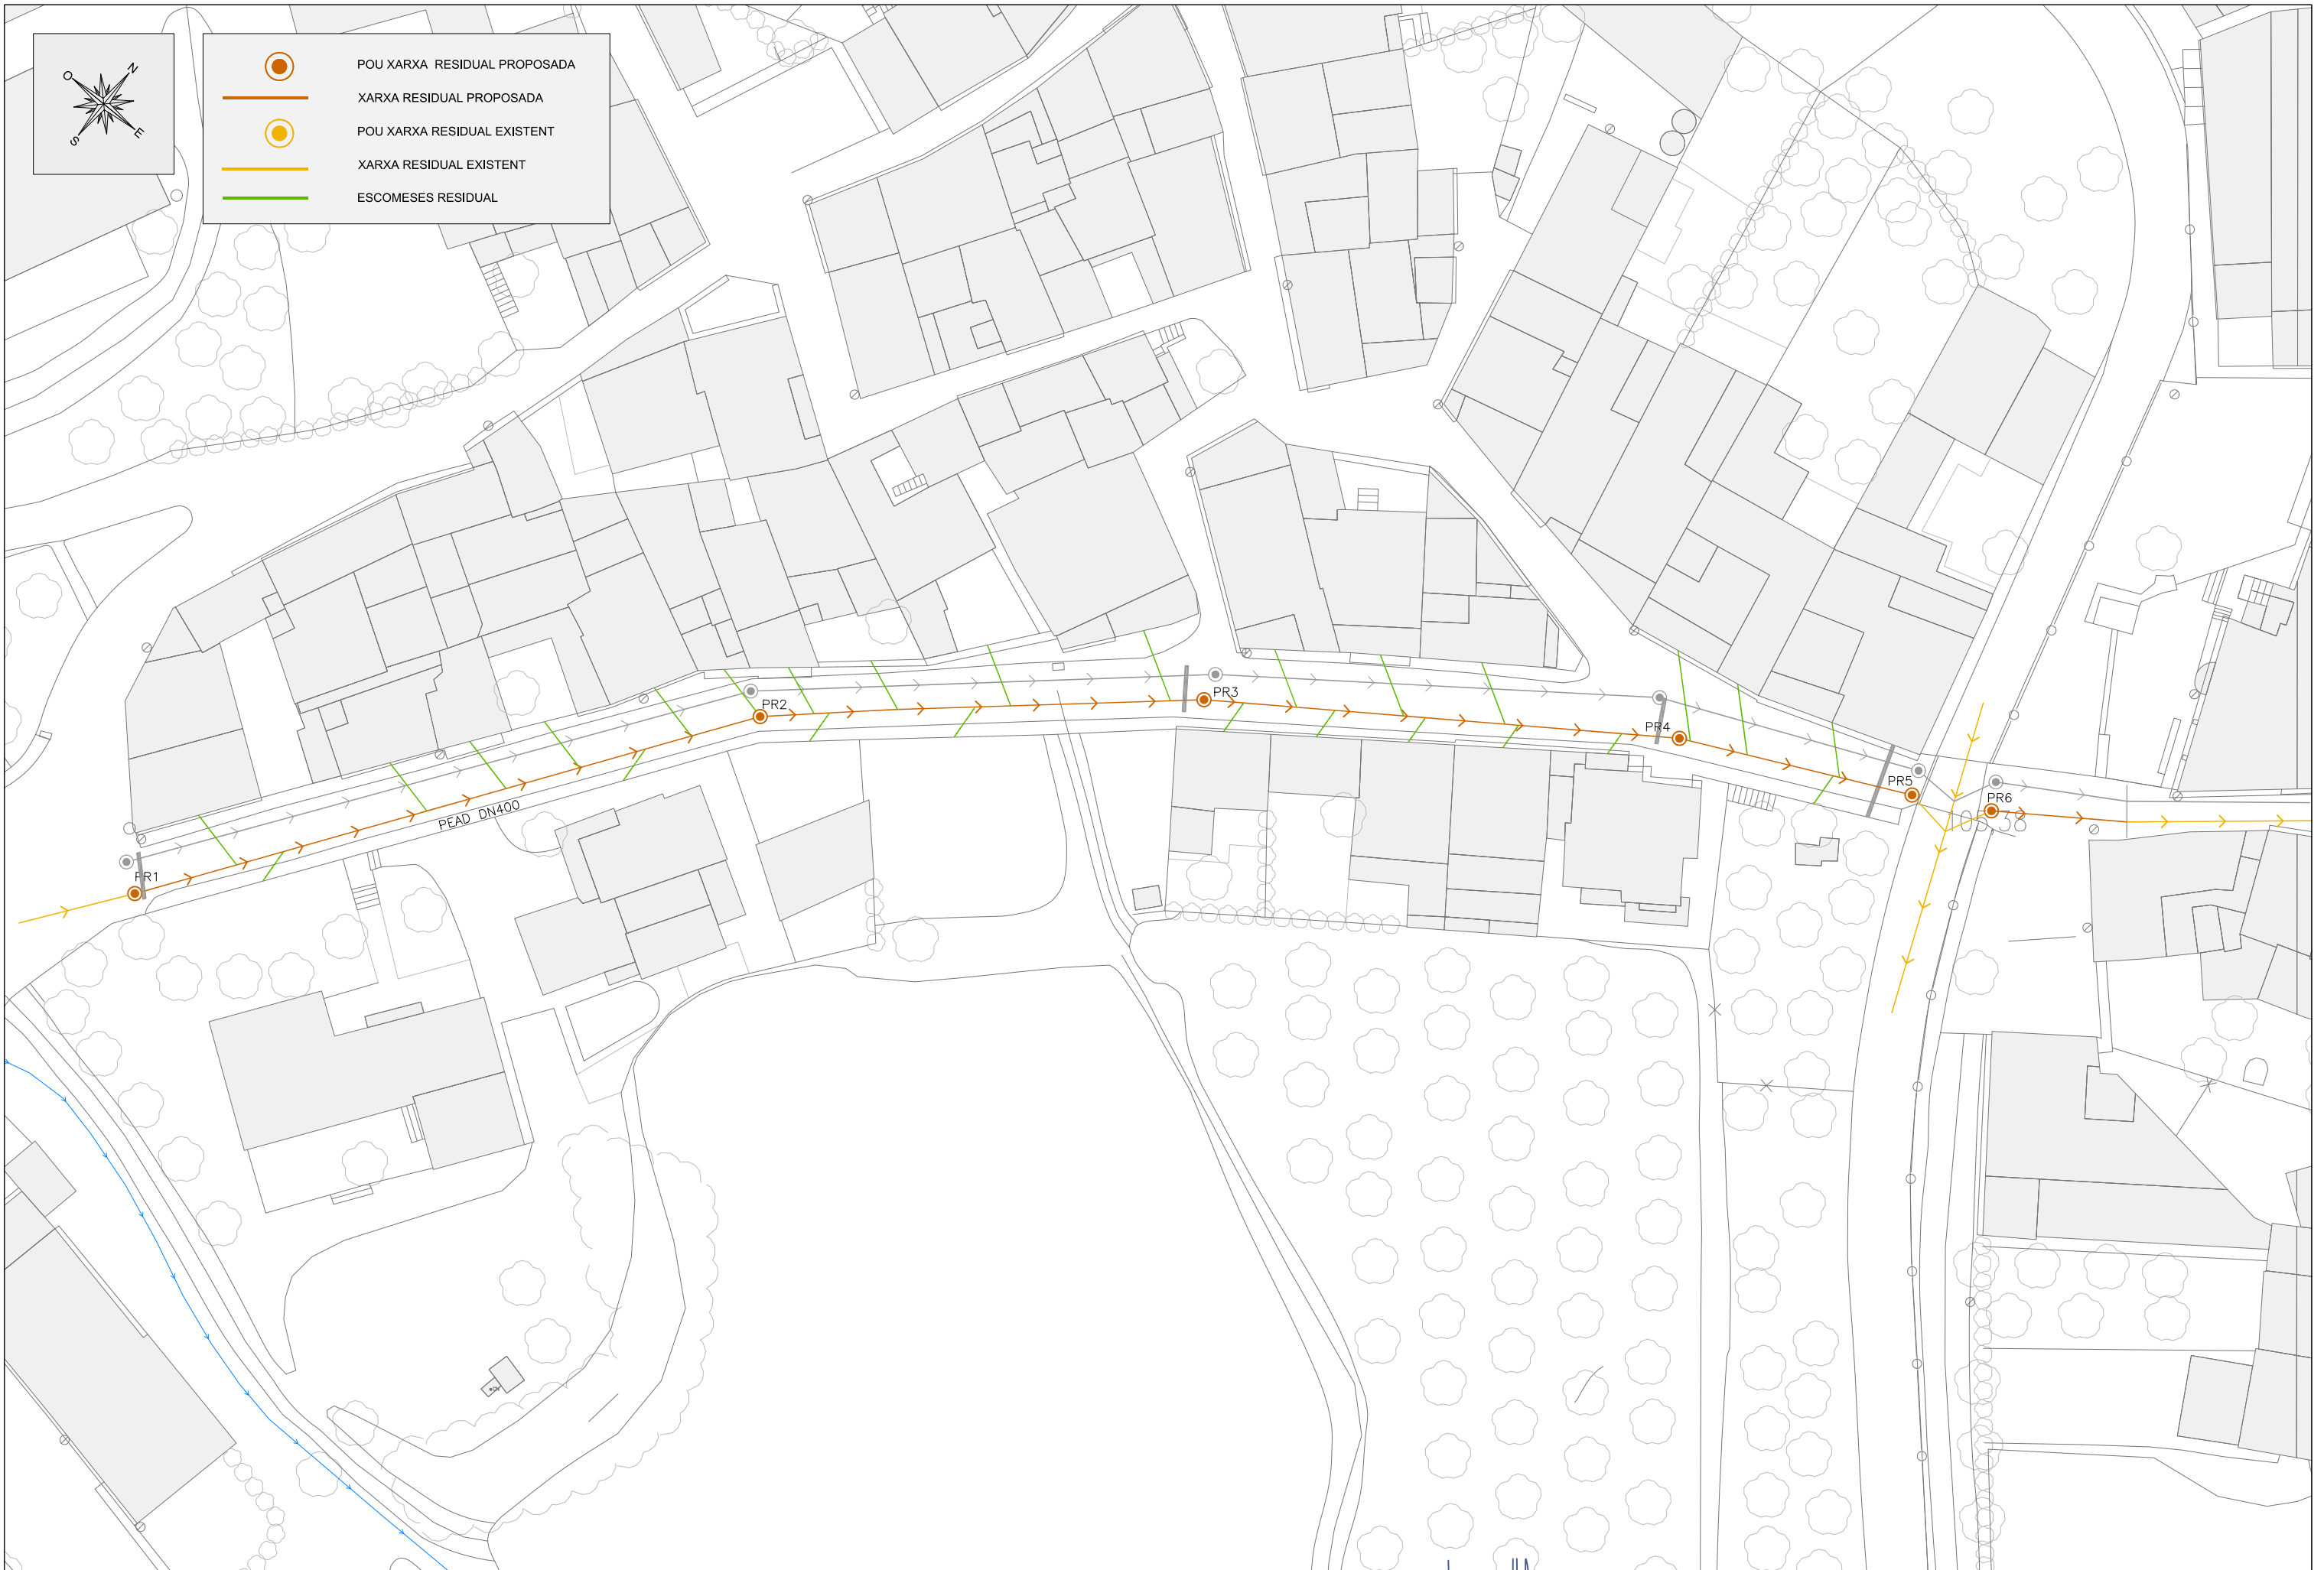 N
O
E
S
POU XARXA RESIDUAL PROPOSADA
XARXA RESIDUAL PROPOSADA
POU XARXA RESIDUAL EXISTENT
XARXA RESIDUAL EXISTENT
ESCOMESES RESIDUAL
PR2
PR3
PR4
PR5
PR6
PEAD DN400
PR1